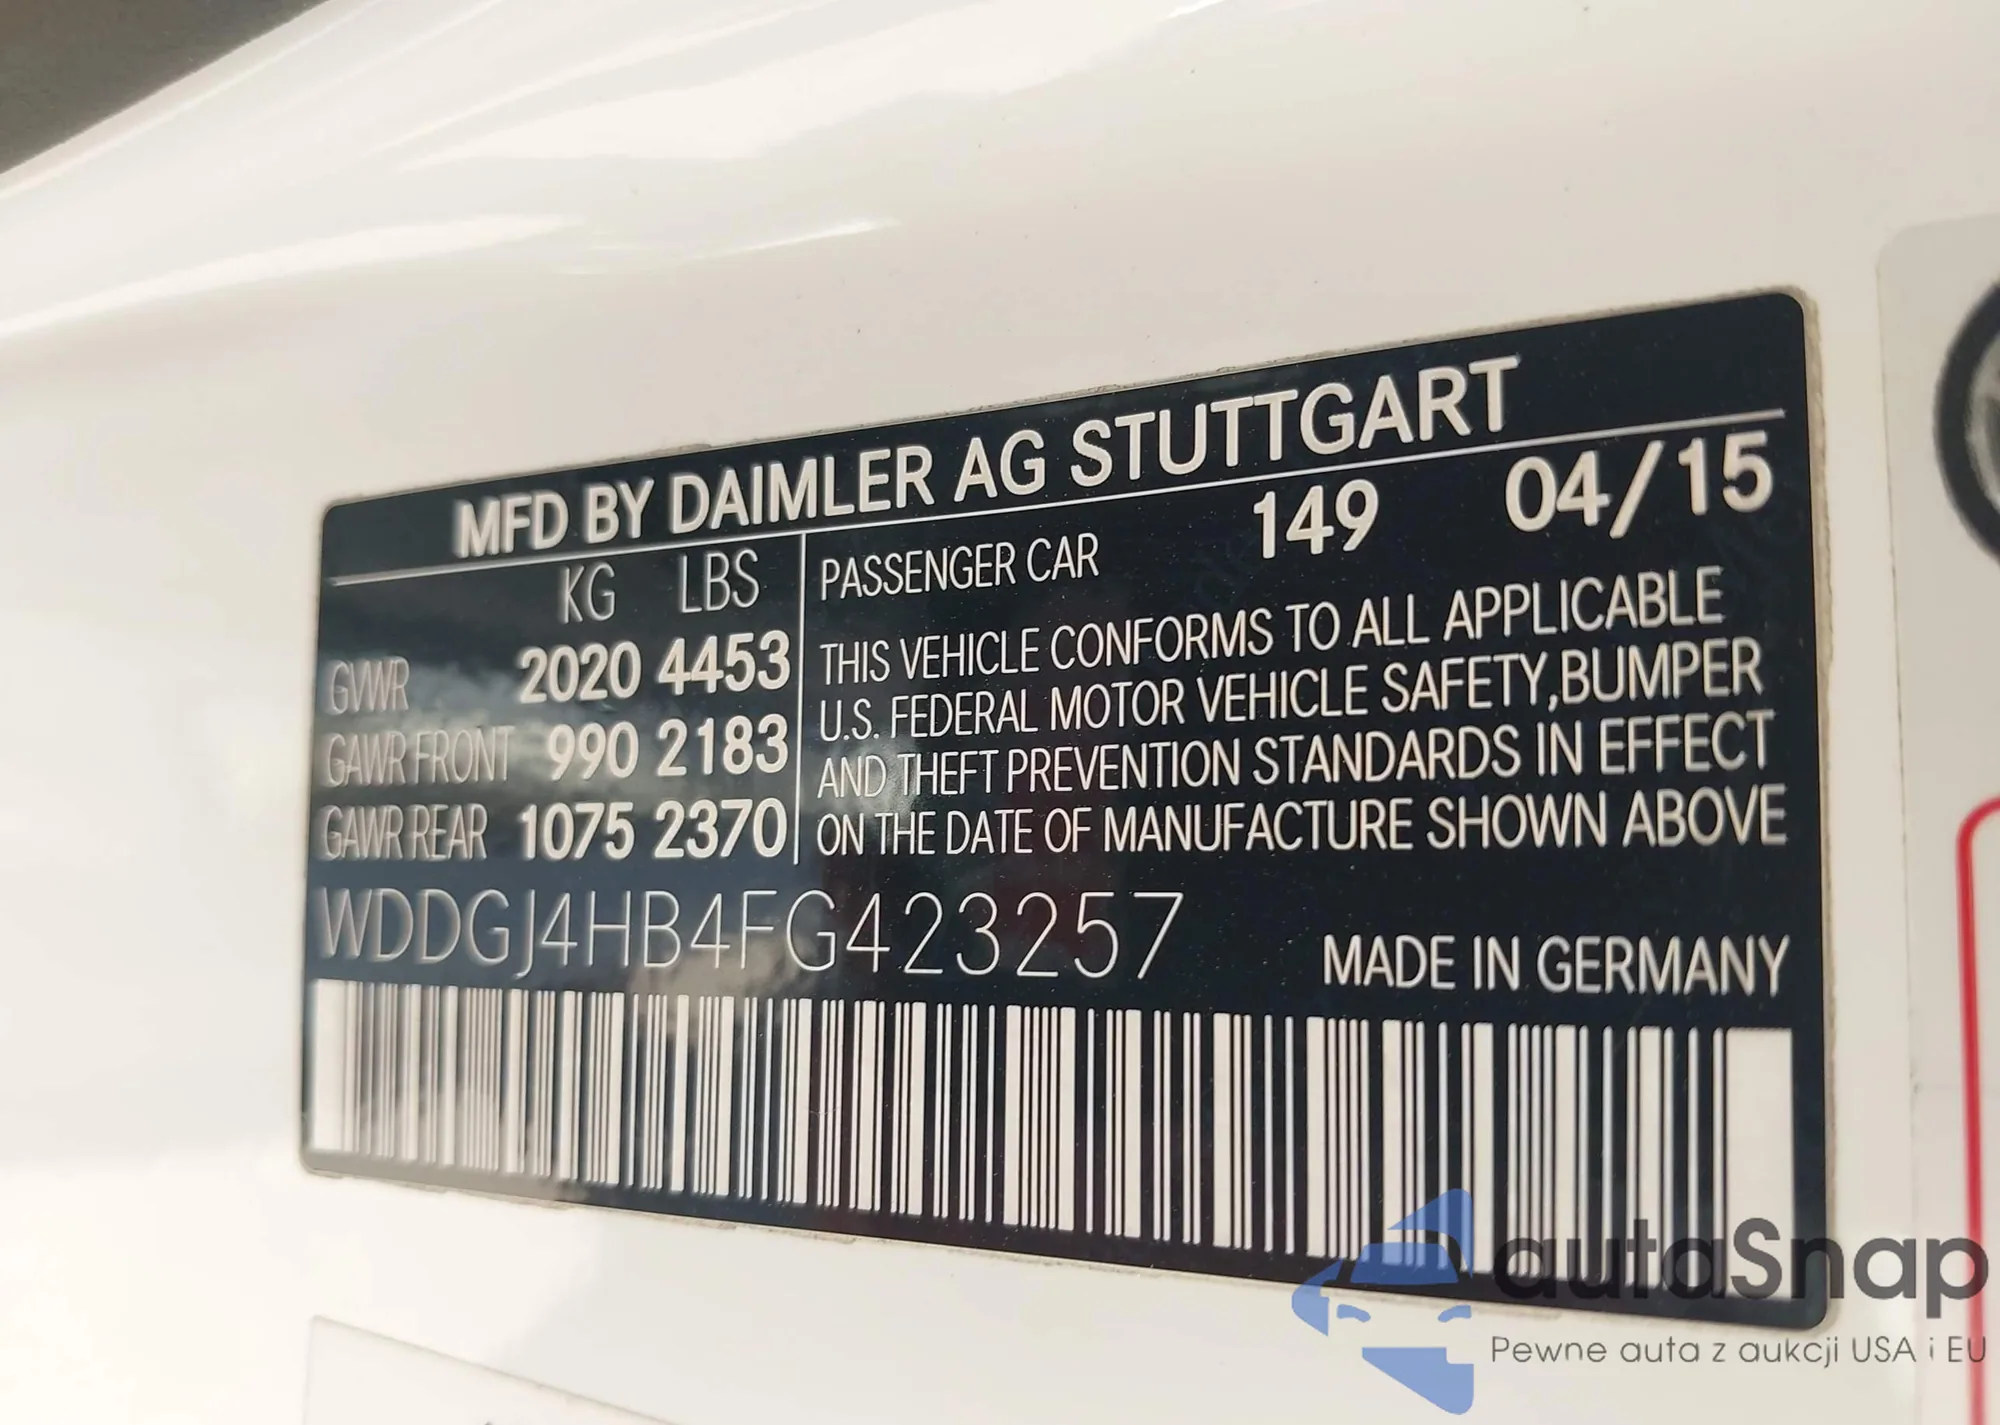 MFD BY DAIMLER AG STUTTGART
KG LBS
GVWR 2020 4453
GAWR FRONT 990 2183
GAWR REAR 1075 2370
PASSENGER CAR 149 04/15
THIS VEHICLE CONFORMS TO ALL APPLICABLE
U.S. FEDERAL MOTOR VEHICLE SAFETY,BUMPER
AND THEFT PREVENTION STANDARDS IN EFFECT
ON THE DATE OF MANUFACTURE SHOWN ABOVE
WDDGJ4HB4FG423257
MADE IN GERMANY
autaSnap
Pewne auta z aukcji USA i EU